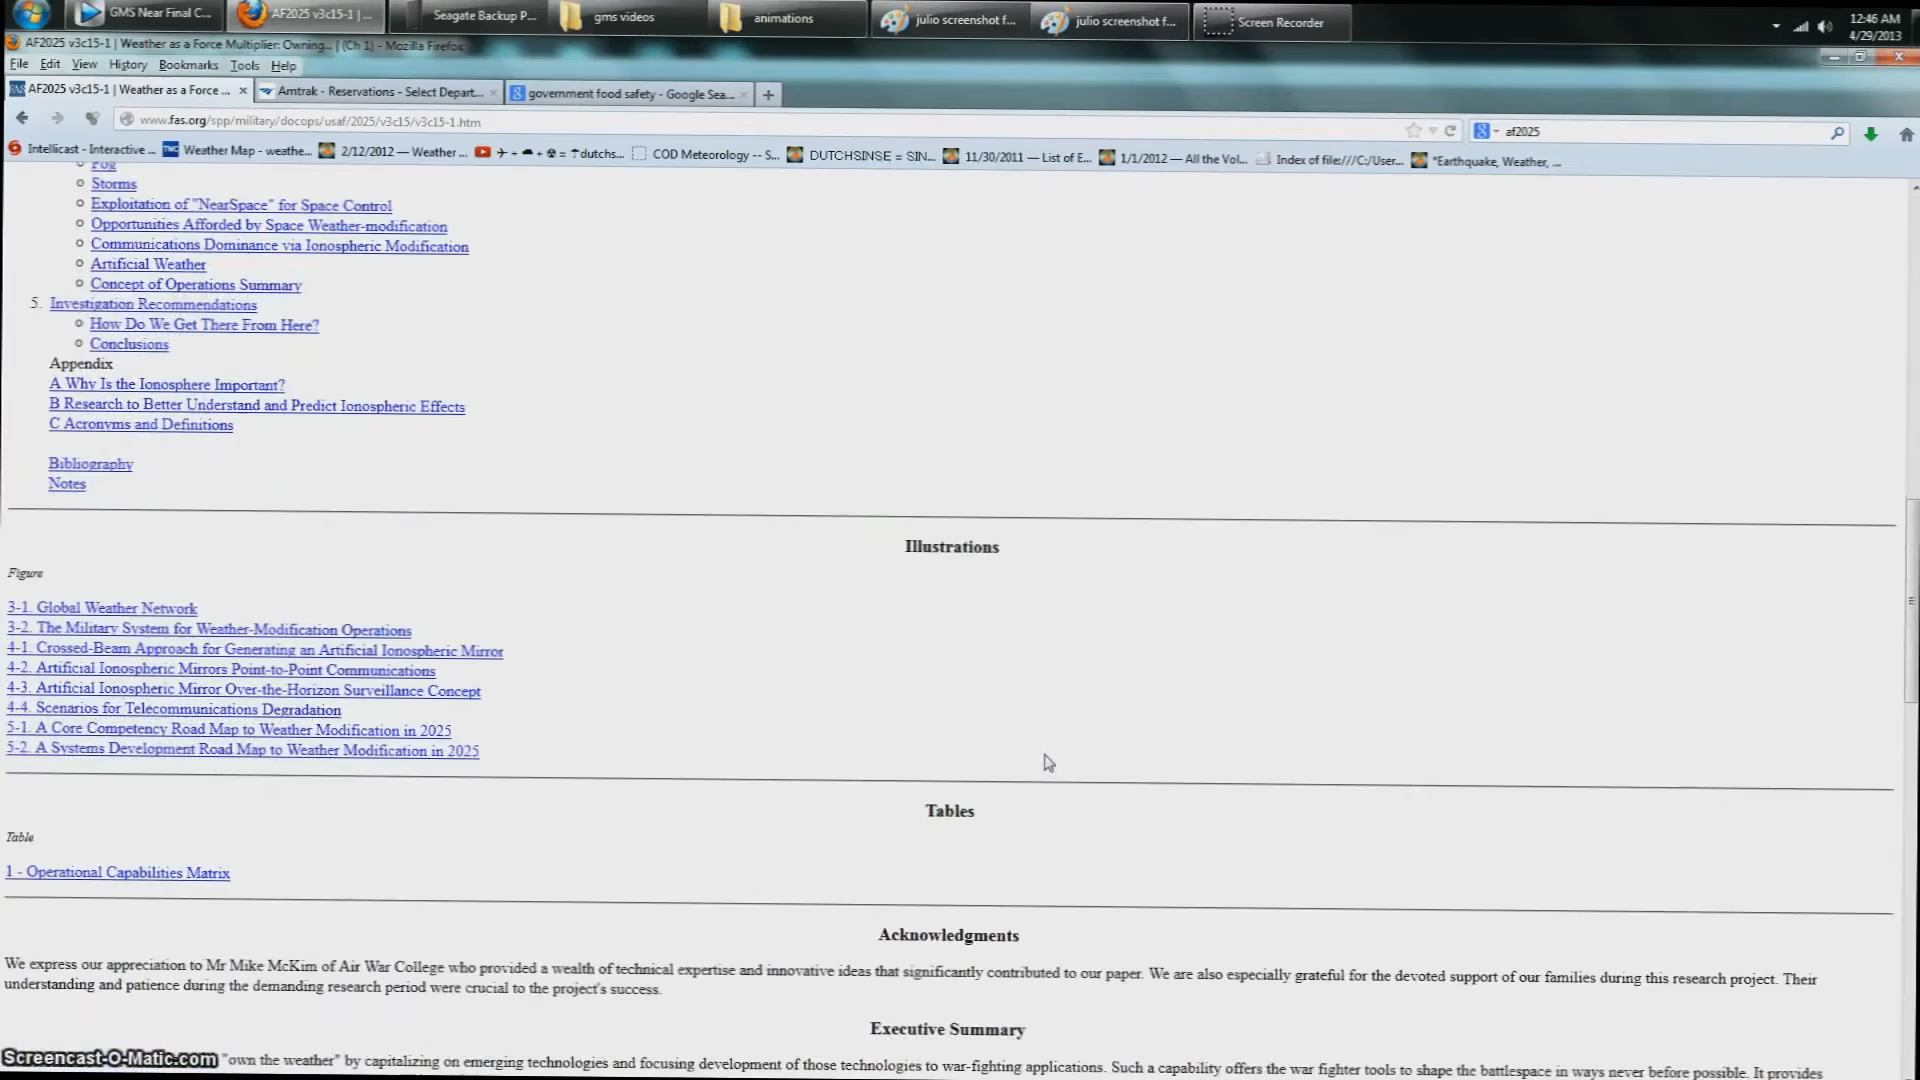 GMS Near Final C...
AF2025 v3c15-1 | ...
Seagate Backup P...
gms videos
animations
julio screenshot f...
julio screenshot f...
Screen Recorder
12:46 AM
4/29/2013
AF2025 v3c15-1 | Weather as a Force Multiplier: Owning... | (Ch 1) - Mozilla Firefox
File Edit View History Bookmarks Tools Help
AF2025 v3c15-1 | Weather as a Force ...
Amtrak - Reservations - Select Depart...
government food safety - Google Sea...
www.fas.org/spp/military/docops/usaf/2025/v3c15/v3c15-1.htm
af2025
Intellicast - Interactive ...
Weather Map - weathe...
2/12/2012 — Weather ...
dutchs...
COD Meteorology -- S...
DUTCHSINSE = SIN...
11/30/2011 — List of E...
1/1/2012 — All the Vol...
Index of file:///C:/User...
*Earthquake, Weather, ...
Fog
Storms
Exploitation of "NearSpace" for Space Control
Opportunities Afforded by Space Weather-modification
Communications Dominance via Ionospheric Modification
Artificial Weather
Concept of Operations Summary
5. Investigation Recommendations
How Do We Get There From Here?
Conclusions
Appendix
A Why Is the Ionosphere Important?
B Research to Better Understand and Predict Ionospheric Effects
C Acronyms and Definitions
Bibliography
Notes
Illustrations
Figure
3-1. Global Weather Network
3-2. The Military System for Weather-Modification Operations
4-1. Crossed-Beam Approach for Generating an Artificial Ionospheric Mirror
4-2. Artificial Ionospheric Mirrors Point-to-Point Communications
4-3. Artificial Ionospheric Mirror Over-the-Horizon Surveillance Concept
4-4. Scenarios for Telecommunications Degradation
5-1. A Core Competency Road Map to Weather Modification in 2025
5-2. A Systems Development Road Map to Weather Modification in 2025
Tables
Table
1 - Operational Capabilities Matrix
Acknowledgments
We express our appreciation to Mr Mike McKim of Air War College who provided a wealth of technical expertise and innovative ideas that significantly contributed to our paper. We are also especially grateful for the devoted support of our families during this research project. Their
understanding and patience during the demanding research period were crucial to the project's success.
Executive Summary
Screencast-O-Matic.com
"own the weather" by capitalizing on emerging technologies and focusing development of those technologies to war-fighting applications. Such a capability offers the war fighter tools to shape the battlespace in ways never before possible. It provides